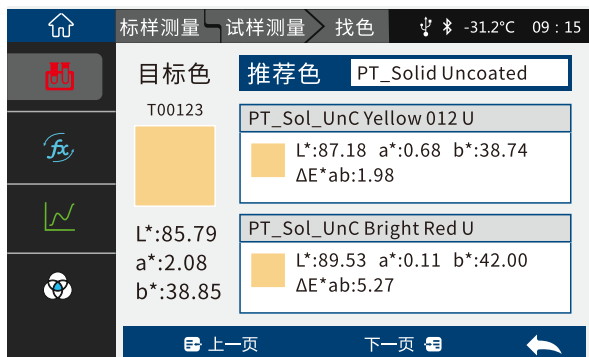 标样测量 试样测量 找色 -31.2°C 09 : 15
目标色
T00123
L*:85.79
a*:2.08
b*:38.85
推荐色 PT_Solid Uncoated
PT_Sol_UnC Yellow 012 U
L*:87.18 a*:0.68 b*:38.74
ΔE*ab:1.98
PT_Sol_UnC Bright Red U
L*:89.53 a*:0.11 b*:42.00
ΔE*ab:5.27
fx
上一页 下一页